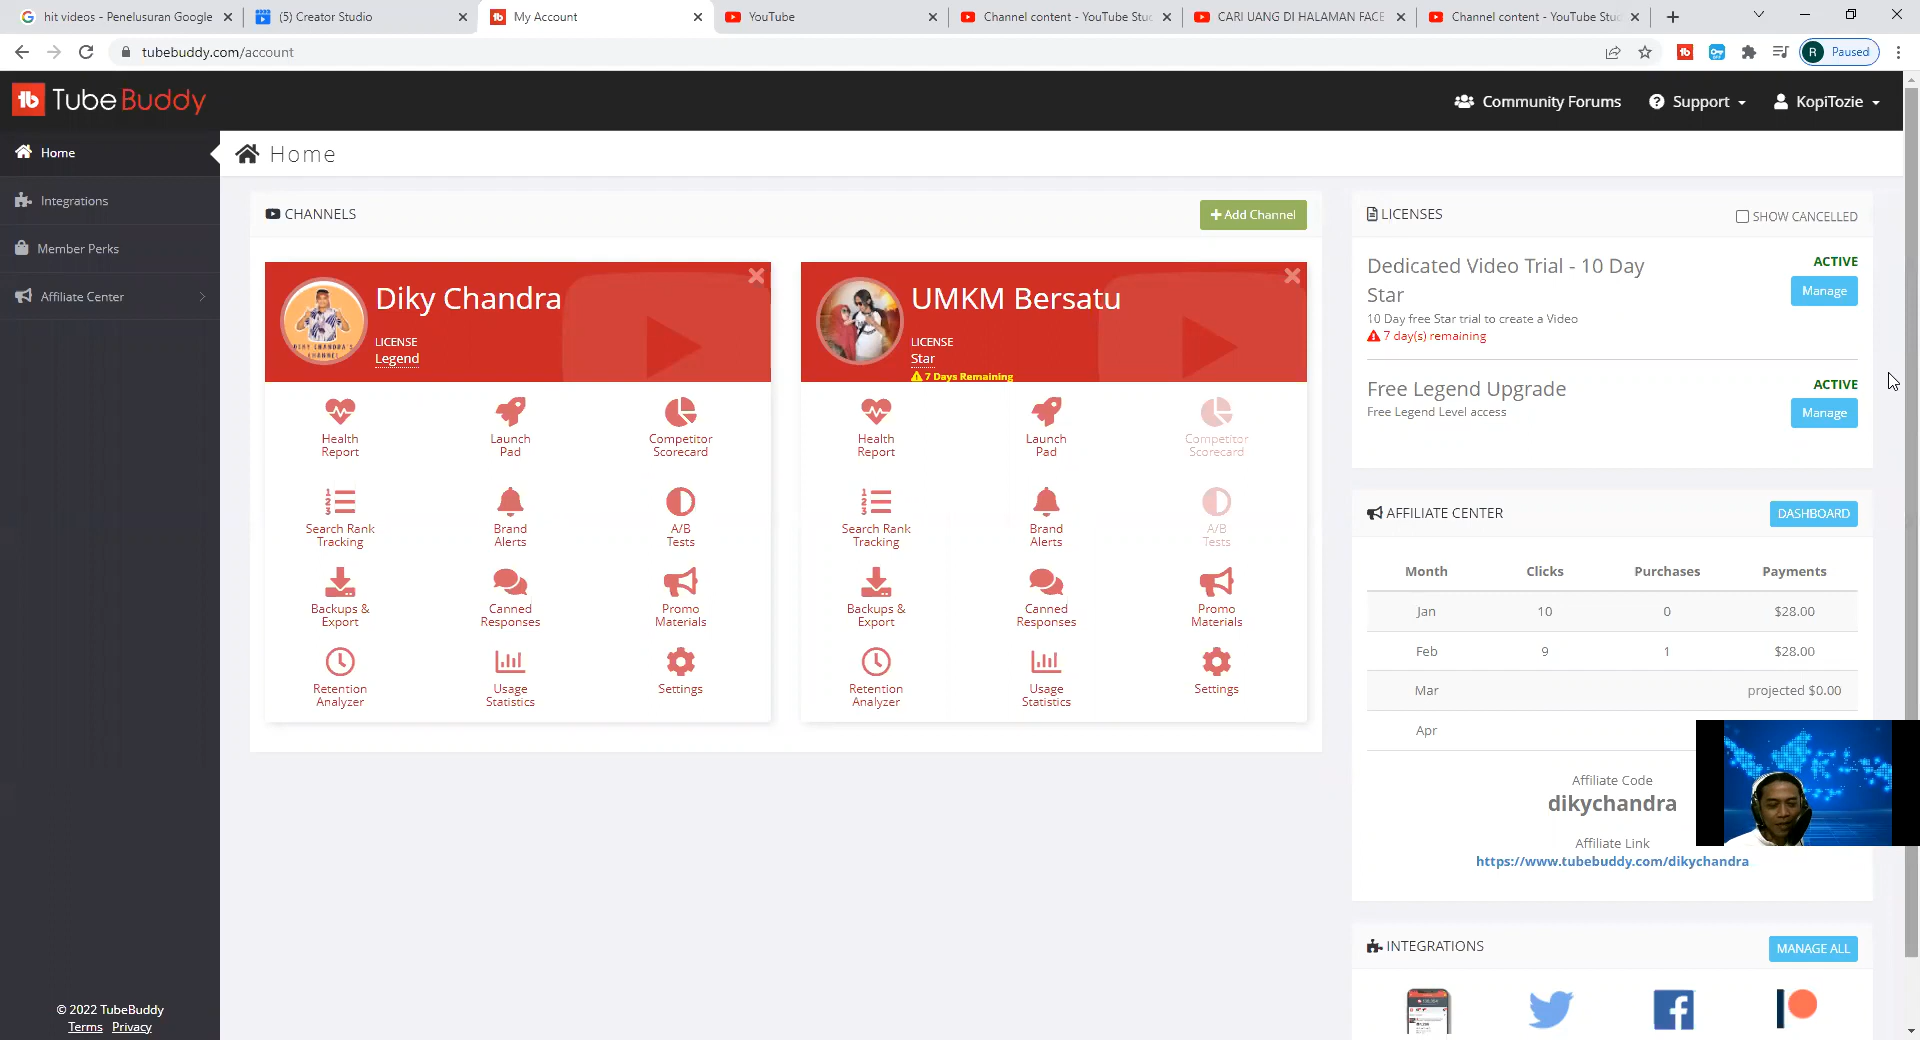 hit videos - Penelusuran Google
(5) Creator Studio
My Account
YouTube
Channel content - YouTube Stu
CARI UANG DI HALAMAN FACE
Channel content - YouTube Stu
tubebuddy.com/account
R Paused
tb TubeBuddy
Community Forums
Support
KopiTozie
Home
Integrations
Member Perks
Affiliate Center
Home
CHANNELS
+ Add Channel
Diky Chandra
LICENSE
Legend
Health
Report
Launch
Pad
Competitor
Scorecard
Search Rank
Tracking
Brand
Alerts
A/B
Tests
Backups &
Export
Canned
Responses
Promo
Materials
Retention
Analyzer
Usage
Statistics
Settings
UMKM Bersatu
LICENSE
Star
7 Days Remaining
Health
Report
Launch
Pad
Competitor
Scorecard
Search Rank
Tracking
Brand
Alerts
A/B
Tests
Backups &
Export
Canned
Responses
Promo
Materials
Retention
Analyzer
Usage
Statistics
Settings
LICENSES
SHOW CANCELLED
Dedicated Video Trial - 10 Day
Star
ACTIVE
Manage
10 Day free Star trial to create a Video
7 day(s) remaining
Free Legend Upgrade
ACTIVE
Free Legend Level access
Manage
AFFILIATE CENTER
DASHBOARD
Month Clicks Purchases Payments
Jan 10 0 $28.00
Feb 9 1 $28.00
Mar projected $0.00
Apr
Affiliate Code
dikychandra
Affiliate Link
https://www.tubebuddy.com/dikychandra
INTEGRATIONS
MANAGE ALL
© 2022 TubeBuddy
Terms Privacy